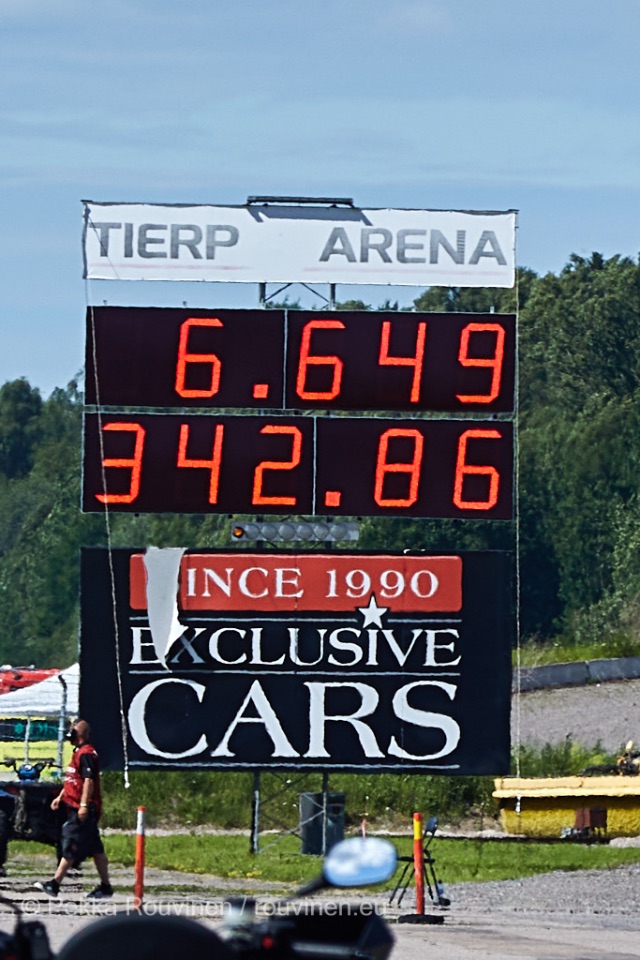 TIERP ARENA
6.649
342.86
INCE 1990
EXCLUSIVE
CARS
© Pekka Rouvinen / rouvinen.eu